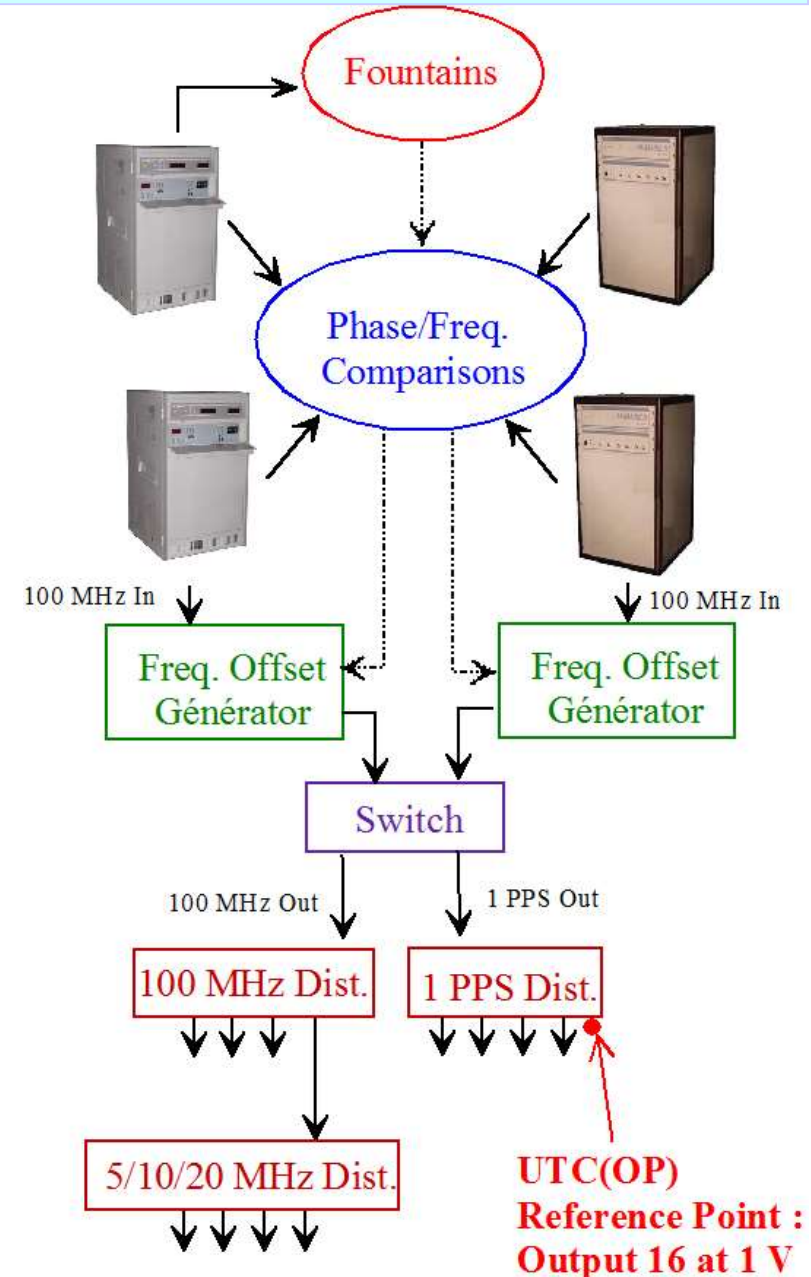 Fountains
Phase/Freq.
Comparisons
100 MHz In
100 MHz In
Freq. Offset
Générator
Freq. Offset
Générator
Switch
100 MHz Out
1 PPS Out
100 MHz Dist.
1 PPS Dist.
5/10/20 MHz Dist.
UTC(OP)
Reference Point :
Output 16 at 1 V